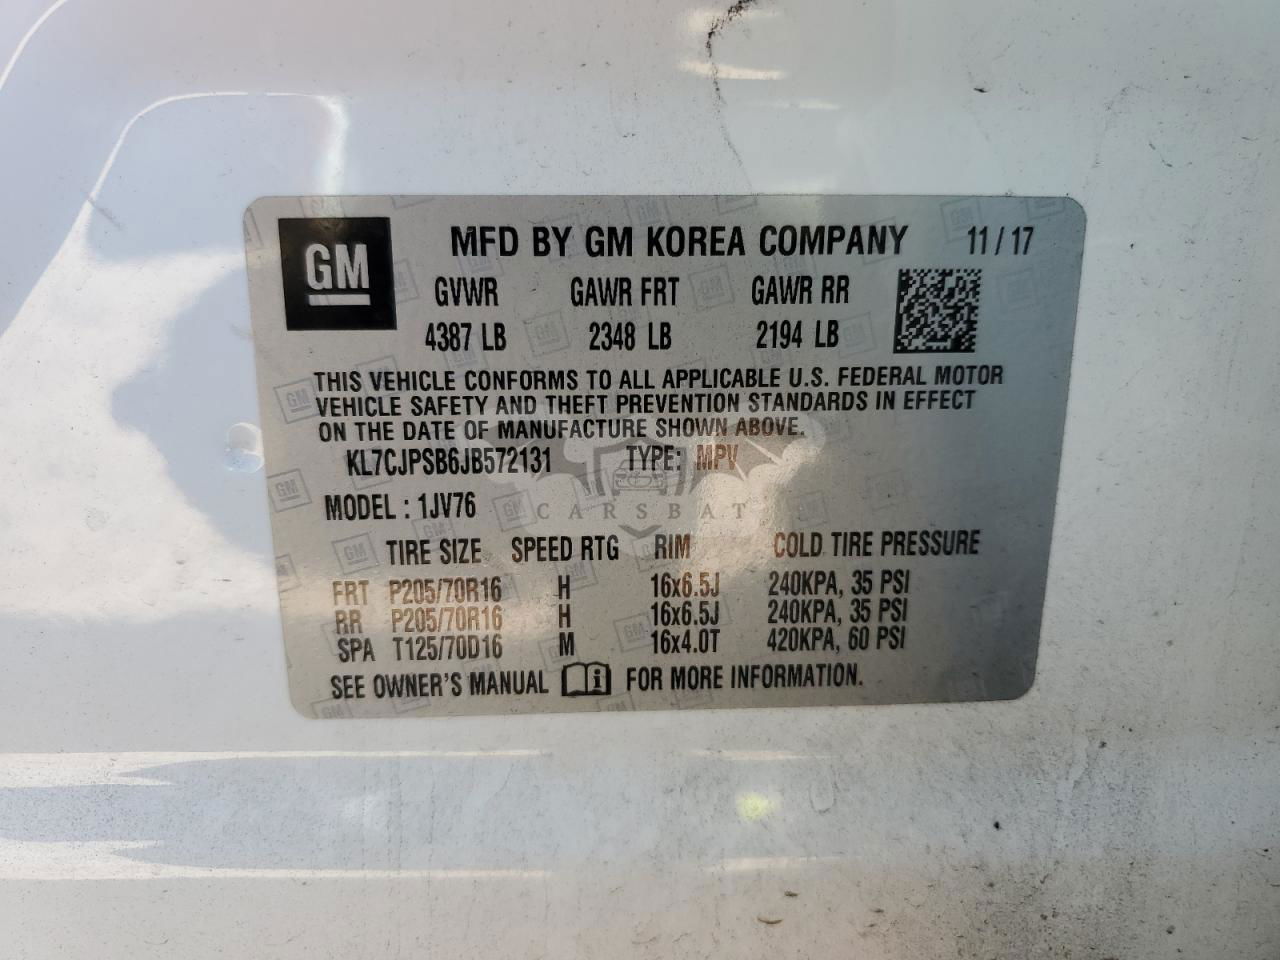 GM
MFD BY GM KOREA COMPANY 11 / 17
GVWR GAWR FRT GAWR RR
4387 LB 2348 LB 2194 LB
THIS VEHICLE CONFORMS TO ALL APPLICABLE U.S. FEDERAL MOTOR
VEHICLE SAFETY AND THEFT PREVENTION STANDARDS IN EFFECT
ON THE DATE OF MANUFACTURE SHOWN ABOVE.
KL7CJPSB6JB572131 TYPE: MPV
MODEL : 1JV76
CARSBAT
TIRE SIZE SPEED RTG RIM COLD TIRE PRESSURE
FRT P205/70R16 H 16x6.5J 240KPA, 35 PSI
RR P205/70R16 H 16x6.5J 240KPA, 35 PSI
SPA T125/70D16 M 16x4.0T 420KPA, 60 PSI
SEE OWNER'S MANUAL i FOR MORE INFORMATION.